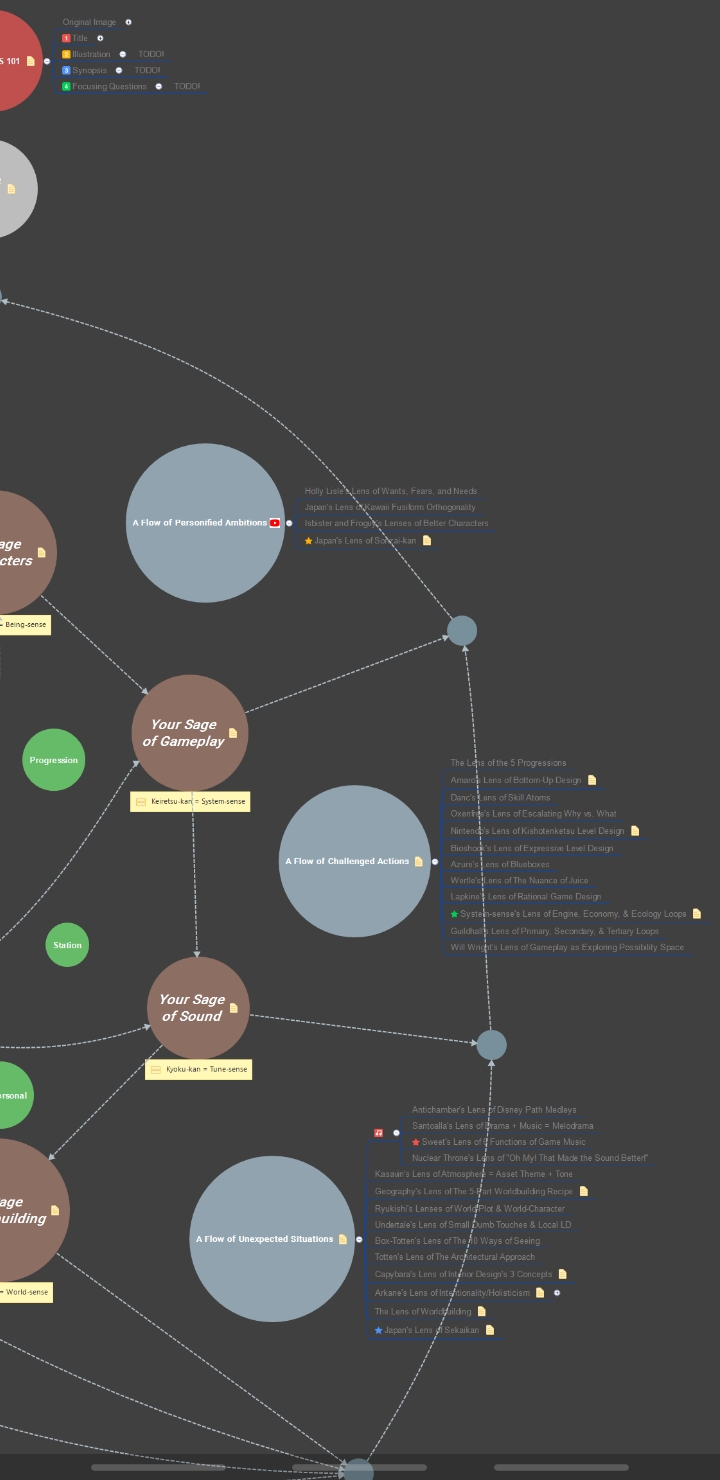 Original Image
1 Title
S 101
2 Illustration TODO!
3 Synopsis TODO!
4 Focusing Questions TODO!
Holly Lisle's Lens of Wants, Fears, and Needs
Japan's Lens of Kawaii Fusiform Orthogonality
A Flow of Personified Ambitions
Isbister and Froguy's Lenses of Better Characters
Japan's Lens of Sonzai-kan
age
cters
= Being-sense
Your Sage
of Gameplay
Keiretsu-kan = System-sense
Progression
The Lens of the 5 Progressions
Amaro's Lens of Bottom-Up Design
Danc's Lens of Skill Atoms
Oxenfree's Lens of Escalating Why vs. What
Nintendo's Lens of Kishotenketsu Level Design
Bioshock's Lens of Expressive Level Design
A Flow of Challenged Actions
Azure's Lens of Blueboxes
Wertle's Lens of The Nuance of Juice
Lapkine's Lens of Rational Game Design
System-sense's Lens of Engine, Economy, & Ecology Loops
Guildhall's Lens of Primary, Secondary, & Tertiary Loops
Will Wright's Lens of Gameplay as Exploring Possibility Space
Station
Your Sage
of Sound
Kyoku-kan = Tune-sense
ersonal
Antichamber's Lens of Disney Path Medleys
Santoalla's Lens of Drama + Music = Melodrama
Sweet's Lens of 5 Functions of Game Music
Nuclear Throne's Lens of "Oh My! That Made the Sound Better!"
Kasavin's Lens of Atmosphere = Asset Theme + Tone
Geography's Lens of The 5-Part Worldbuilding Recipe
Ryukishi's Lenses of World-Plot & World-Character
Undertale's Lens of Small Dumb Touches & Local LD
A Flow of Unexpected Situations
Box-Totten's Lens of The 10 Ways of Seeing
Totten's Lens of The Architectural Approach
Capybara's Lens of Interior Design's 3 Concepts
Arkane's Lens of Intentionality/Holisticism
The Lens of Worldbuilding
Japan's Lens of Sekaikan
age
building
= World-sense